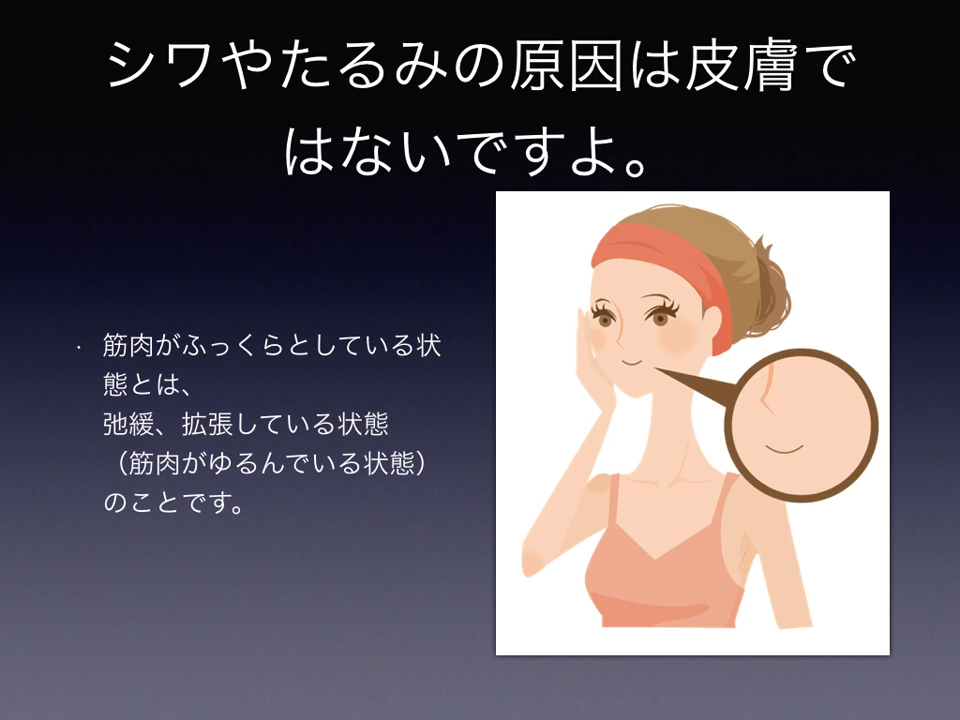 シワやたるみの原因は皮膚で
はないですよ。
・ 筋肉がふっくらとしている状
態とは、
弛緩、拡張している状態
（筋肉がゆるんでいる状態）
のことです。